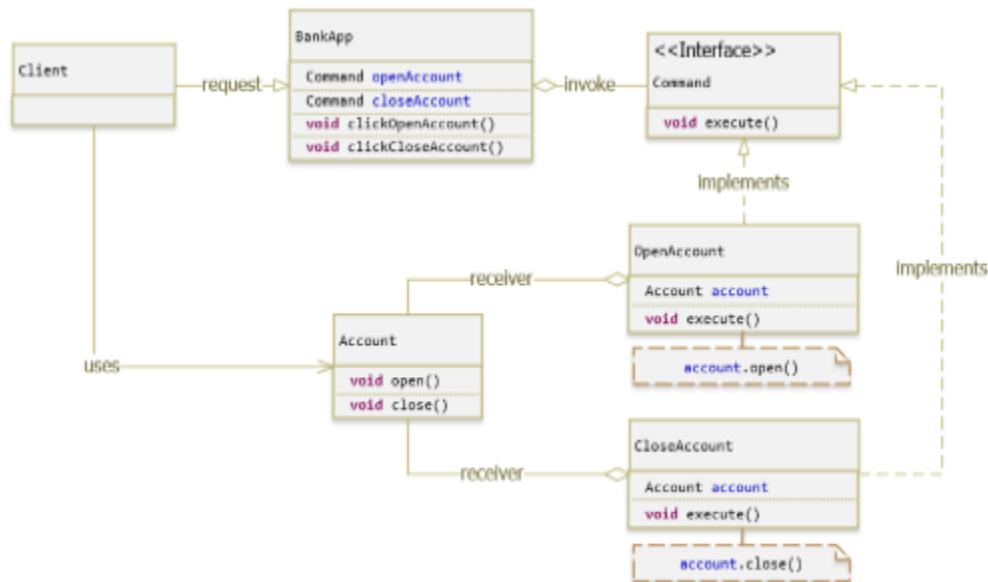 BankApp
Command openAccount
Command closeAccount
void clickOpenAccount()
void clickCloseAccount()
Client
request
invoke
<<Interface>>
Command
void execute()
implements
implements
OpenAccount
Account account
void execute()
account.open()
receiver
Account
void open()
void close()
uses
receiver
CloseAccount
Account account
void execute()
account.close()